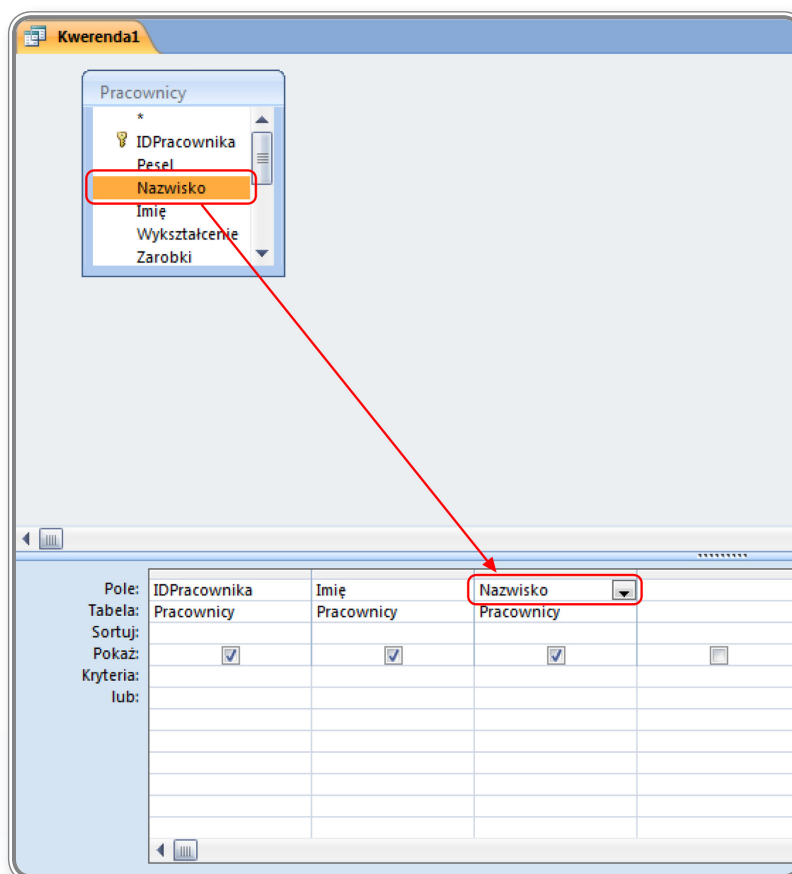 Kwerenda1
Pracownicy
*
IDPracownika
Pesel
Nazwisko
Imię
Wykształcenie
Zarobki
Pole: IDPracownika Imię Nazwisko
Tabela: Pracownicy Pracownicy Pracownicy
Sortuj:
Pokaż:
Kryteria:
lub: